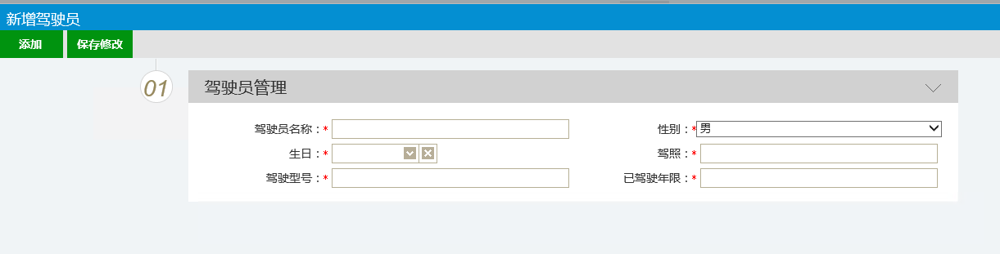 新增驾驶员
添加 保存修改
01 驾驶员管理
驾驶员名称：* 性别：* 男
生日：* 驾照：*
驾驶型号：* 已驾驶年限：*